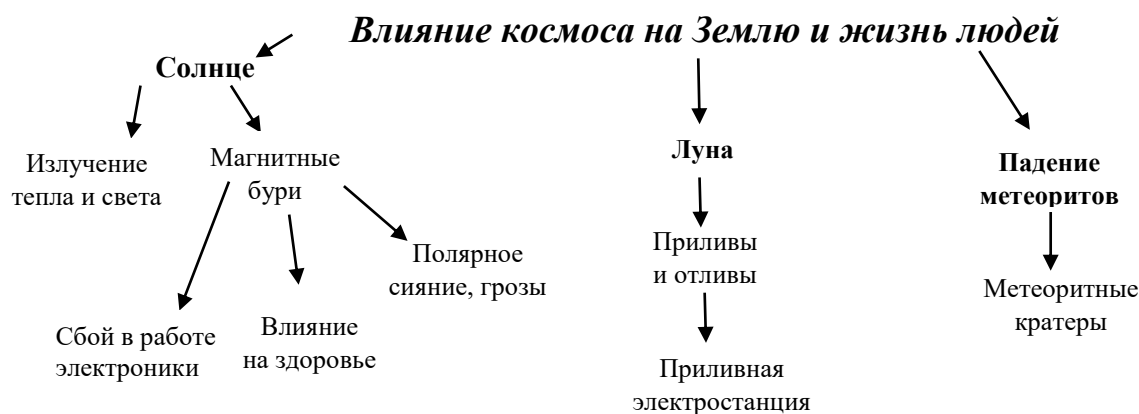 Влияние космоса на Землю и жизнь людей
Солнце
Излучение
тепла и света
Магнитные
бури
Сбой в работе
электроники
Влияние
на здоровье
Полярное
сияние, грозы
Луна
Приливы
и отливы
Приливная
электростанция
Падение
метеоритов
Метеоритные
кратеры